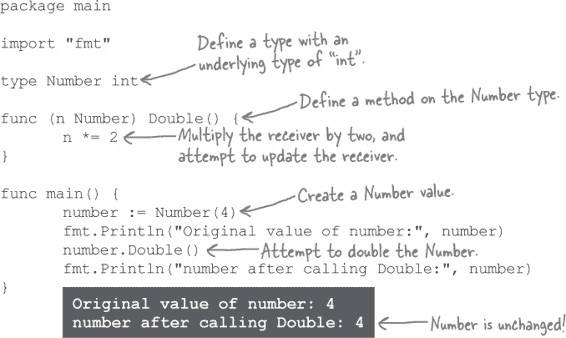 package main
import "fmt"
Define a type with an
underlying type of “int”.
type Number int
func (n Number) Double() {
Define a method on the Number type.
n *= 2
Multiply the receiver by two, and
attempt to update the receiver.
}
func main() {
Create a Number value.
number := Number(4)
fmt.Println("Original value of number:", number)
number.Double()
Attempt to double the Number.
fmt.Println("number after calling Double:", number)
}
Original value of number: 4
number after calling Double: 4
Number is unchanged!